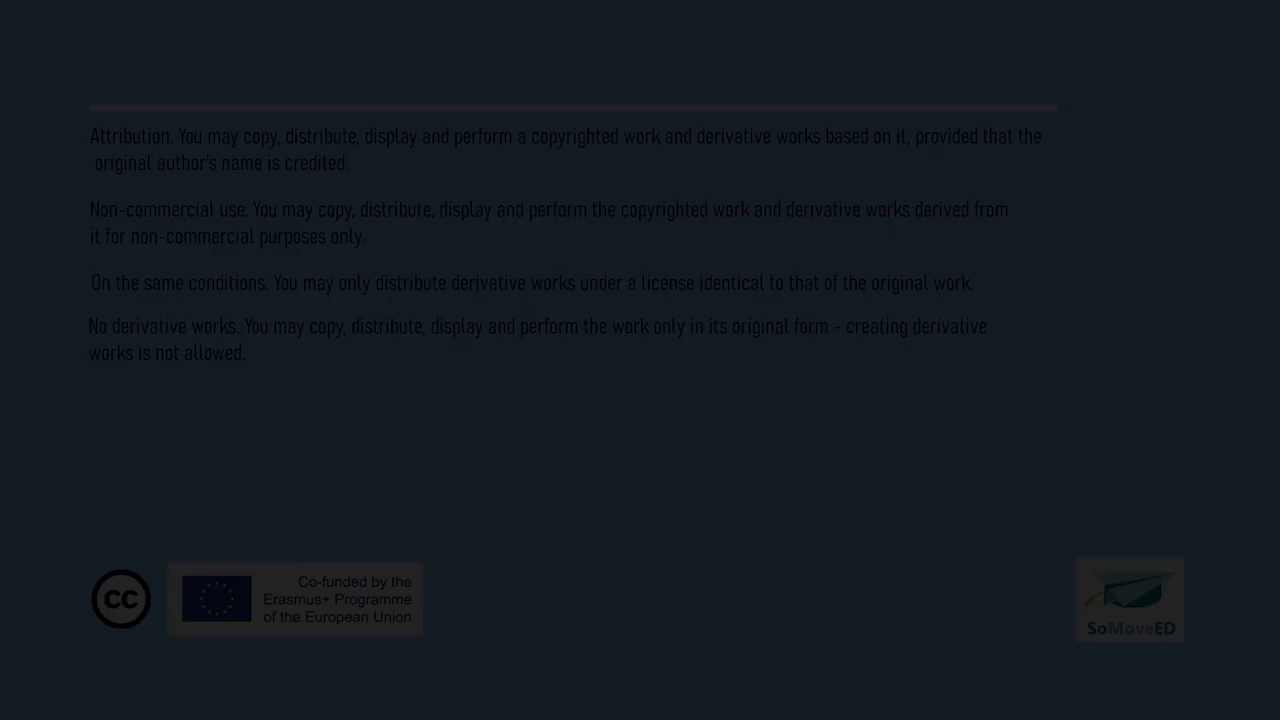 Attribution. You may copy, distribute, display and perform a copyrighted work and derivative works based on it, provided that the
original author's name is credited.
Non-commercial use. You may copy, distribute, display and perform the copyrighted work and derivative works derived from
it for non-commercial purposes only.
On the same conditions. You may only distribute derivative works under a license identical to that of the original work.
No derivative works. You may copy, distribute, display and perform the work only in its original form - creating derivative
works is not allowed.
CC
Co-funded by the
Erasmus+ Programme
of the European Union
SoMoveED